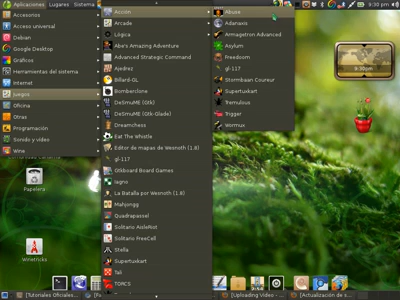 Aplicaciones Lugares Sistema
9:30 pm
Accesorios
Acceso universal
Debian
Google Desktop
Gráficos
Herramientas del sistema
Internet
Juegos
Oficina
Otras
Programación
Sonido y video
Wine
Acción
Arcade
Lógica
Abe's Amazing Adventure
Advanced Strategic Command
Ajedrez
Billard-GL
Bomberclone
DeSmuME (Gtk)
DeSmuME (Gtk-Glade)
Dreamchess
Eat The Whistle
Editor de mapas de Wesnoth (1.8)
gl-117
Gtkboard Board Games
Iagno
La Batalla por Wesnoth (1.8)
Mahjongg
Quadrapassel
Solitario AisleRiot
Solitario FreeCell
Stella
Supertuxkart
Tali
TORCS
Abuse
Adanaxis
Armagetron Advanced
Asylum
Freedoom
gl-117
Stormbaan Coureur
Supertuxkart
Tremulous
Trigger
Wormux
9:30pm
Papelera
Winetricks
[Tutoriales Oficiales...
[Uploading Video - ...
[Actualización de s...